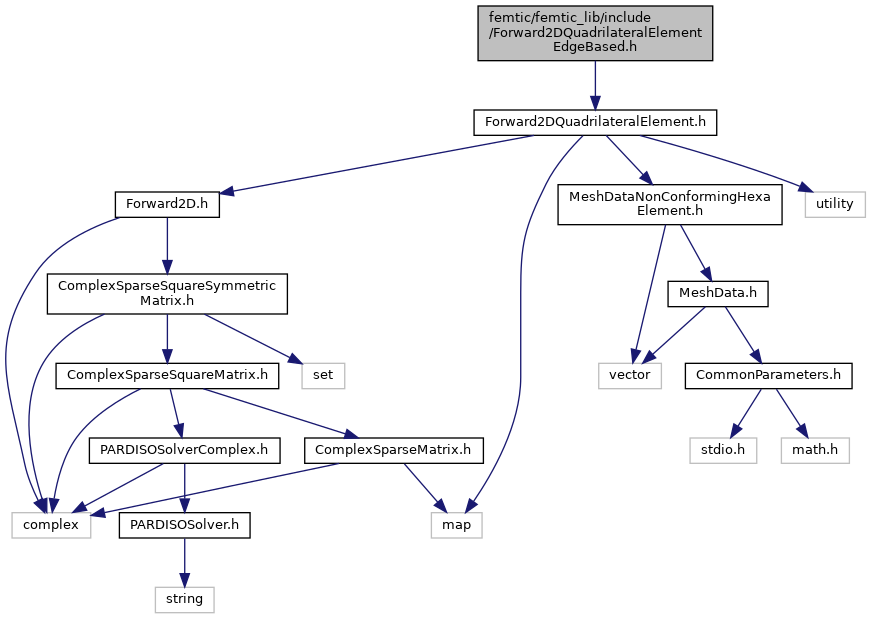 femtic/femtic_lib/include
/Forward2DQuadrilateralElement
EdgeBased.h
Forward2DQuadrilateralElement.h
Forward2D.h
MeshDataNonConformingHexa
Element.h
utility
ComplexSparseSquareSymmetric
Matrix.h
MeshData.h
ComplexSparseSquareMatrix.h
set
vector
CommonParameters.h
PARDISOSolverComplex.h
ComplexSparseMatrix.h
stdio.h
math.h
complex
PARDISOSolver.h
map
string